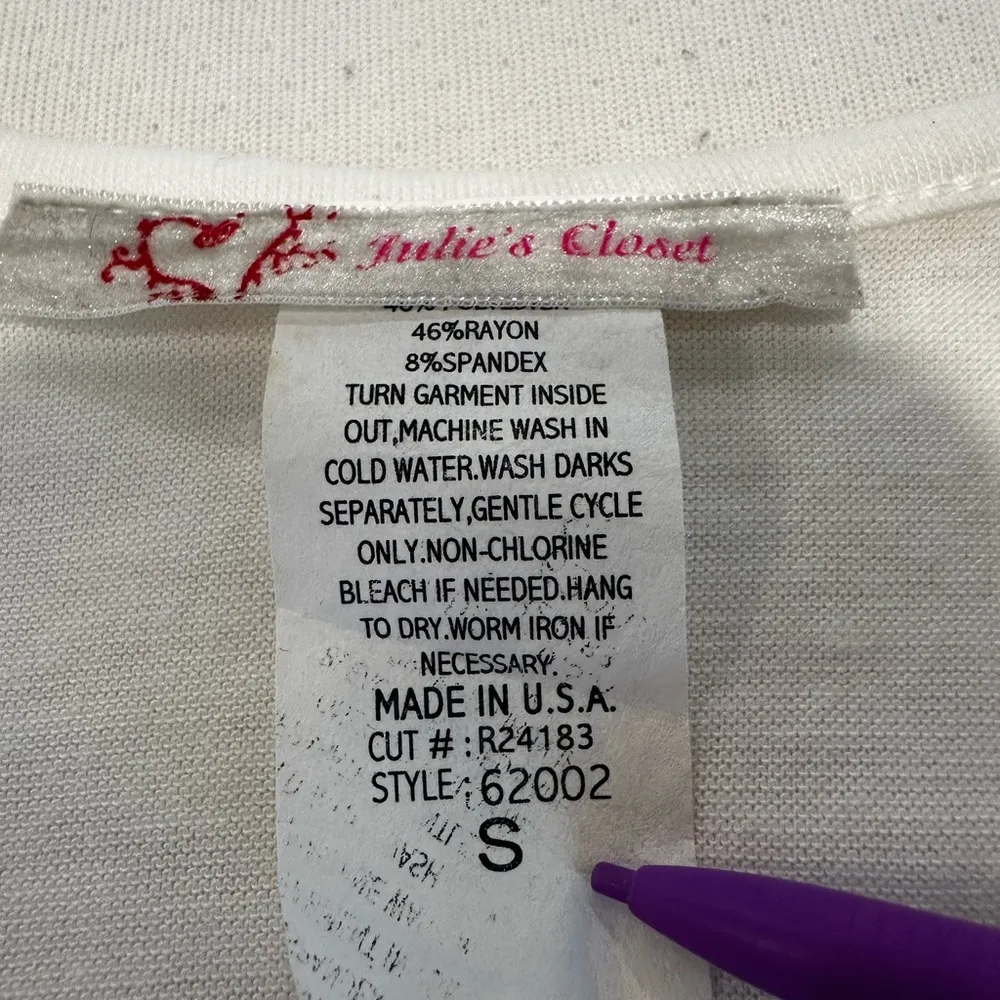 Julie's Closet
46%RAYON
8%SPANDEX
TURN GARMENT INSIDE
OUT,MACHINE WASH IN
COLD WATER.WASH DARKS
SEPARATELY,GENTLE CYCLE
ONLY.NON-CHLORINE
BLEACH IF NEEDED.HANG
TO DRY.WORM IRON IF
NECESSARY.
MADE IN U.S.A.
CUT # : R24183
STYLE : 62002
S